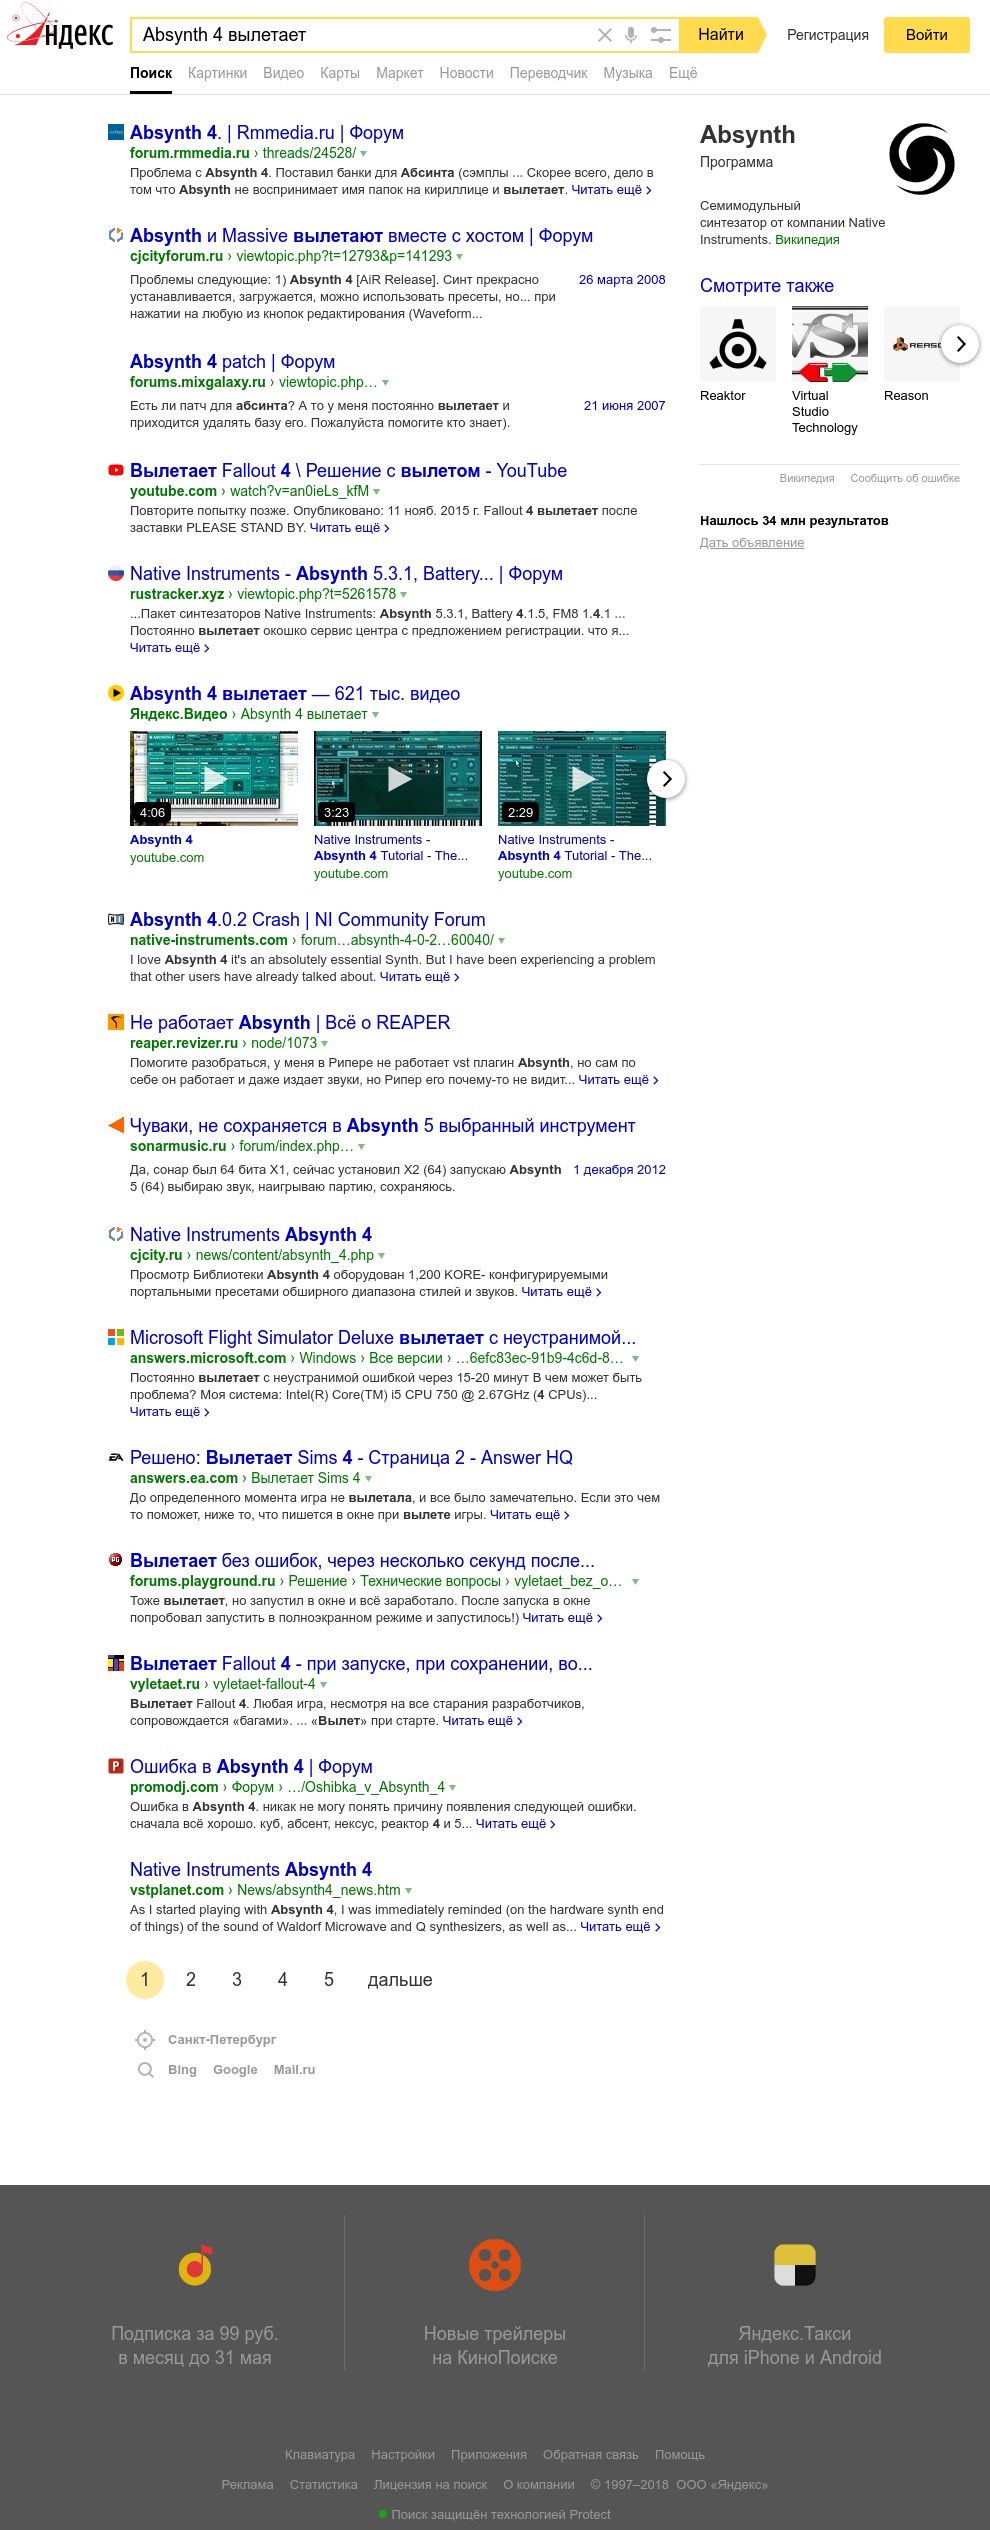 Яндекс
Absynth 4 вылетает
Найти
Регистрация
Войти
Поиск Картинки Видео Карты Маркет Новости Переводчик Музыка Ещё
Absynth 4. | Rmmedia.ru | Форум
forum.rmmedia.ru › threads/24528/
Проблема с Absynth 4. Поставил банки для Абсинта (сэмплы ... Скорее всего, дело в
том что Absynth не воспринимает имя папок на кириллице и вылетает. Читать ещё
Absynth и Massive вылетают вместе с хостом | Форум
cjcityforum.ru › viewtopic.php?t=12793&p=141293
Проблемы следующие: 1) Absynth 4 [AiR Release]. Синт прекрасно
устанавливается, загружается, можно использовать пресеты, но... при
нажатии на любую из кнопок редактирования (Waveform...
26 марта 2008
Absynth 4 patch | Форум
forums.mixgalaxy.ru › viewtopic.php…
Есть ли патч для абсинта? А то у меня постоянно вылетает и
приходится удалять базу его. Пожалуйста помогите кто знает).
21 июня 2007
Вылетает Fallout 4 \ Решение с вылетом - YouTube
youtube.com › watch?v=an0ieLs_kfM
Повторите попытку позже. Опубликовано: 11 нояб. 2015 г. Fallout 4 вылетает после
заставки PLEASE STAND BY. Читать ещё
Native Instruments - Absynth 5.3.1, Battery... | Форум
rustracker.xyz › viewtopic.php?t=5261578
...Пакет синтезаторов Native Instruments: Absynth 5.3.1, Battery 4.1.5, FM8 1.4.1 ...
Постоянно вылетает окошко сервис центра с предложением регистрации. что я...
Читать ещё
Absynth 4 вылетает — 621 тыс. видео
Яндекс.Видео › Absynth 4 вылетает
4:06
3:23
2:29
Absynth 4
youtube.com
Native Instruments -
Absynth 4 Tutorial - The...
youtube.com
Native Instruments -
Absynth 4 Tutorial - The...
youtube.com
Absynth 4.0.2 Crash | NI Community Forum
native-instruments.com › forum…absynth-4-0-2…60040/
I love Absynth 4 it's an absolutely essential Synth. But I have been experiencing a problem
that other users have already talked about. Читать ещё
Не работает Absynth | Всё о REAPER
reaper.revizer.ru › node/1073
Помогите разобраться, у меня в Рипере не работает vst плагин Absynth, но сам по
себе он работает и даже издает звуки, но Рипер его почему-то не видит... Читать ещё
Чуваки, не сохраняется в Absynth 5 выбранный инструмент
sonarmusic.ru › forum/index.php…
Да, сонар был 64 бита X1, сейчас установил X2 (64) запускаю Absynth
5 (64) выбираю звук, наигрываю партию, сохраняюсь.
1 декабря 2012
Native Instruments Absynth 4
cjcity.ru › news/content/absynth_4.php
Просмотр Библиотеки Absynth 4 оборудован 1,200 KORE- конфигурируемыми
портальными пресетами обширного диапазона стилей и звуков. Читать ещё
Microsoft Flight Simulator Deluxe вылетает с неустранимой...
answers.microsoft.com › Windows › Все версии › …6efc83ec-91b9-4c6d-8…
Постоянно вылетает с неустранимой ошибкой через 15-20 минут В чем может быть
проблема? Моя система: Intel(R) Core(TM) i5 CPU 750 @ 2.67GHz (4 CPUs)...
Читать ещё
Решено: Вылетает Sims 4 - Страница 2 - Answer HQ
answers.ea.com › Вылетает Sims 4
До определенного момента игра не вылетала, и все было замечательно. Если это чем
то поможет, ниже то, что пишется в окне при вылете игры. Читать ещё
Вылетает без ошибок, через несколько секунд после...
forums.playground.ru › Решение › Технические вопросы › vyletaet_bez_o…
Тоже вылетает, но запустил в окне и всё заработало. После запуска в окне
попробовал запустить в полноэкранном режиме и запустилось!) Читать ещё
Вылетает Fallout 4 - при запуске, при сохранении, во...
vyletaet.ru › vyletaet-fallout-4
Вылетает Fallout 4. Любая игра, несмотря на все старания разработчиков,
сопровождается «багами». ... «Вылет» при старте. Читать ещё
Ошибка в Absynth 4 | Форум
promodj.com › Форум › …/Oshibka_v_Absynth_4
Ошибка в Absynth 4. никак не могу понять причину появления следующей ошибки.
сначала всё хорошо. куб, абсент, нексус, реактор 4 и 5... Читать ещё
Native Instruments Absynth 4
vstplanet.com › News/absynth4_news.htm
As I started playing with Absynth 4, I was immediately reminded (on the hardware synth end
of things) of the sound of Waldorf Microwave and Q synthesizers, as well as... Читать ещё
1 2 3 4 5 дальше
Санкт-Петербург
Bing Google Mail.ru
Absynth
Программа
Семимодульный
синтезатор от компании Native
Instruments. Википедия
Смотрите также
Reaktor
Virtual
Studio
Technology
Reason
Википедия Сообщить об ошибке
Нашлось 34 млн результатов
Дать объявление
Подписка за 99 руб.
в месяц до 31 мая
Новые трейлеры
на КиноПоиске
Яндекс.Такси
для iPhone и Android
Клавиатура Настройки Приложения Обратная связь Помощь
Реклама Статистика Лицензия на поиск О компании © 1997–2018 ООО «Яндекс»
Поиск защищён технологией Protect